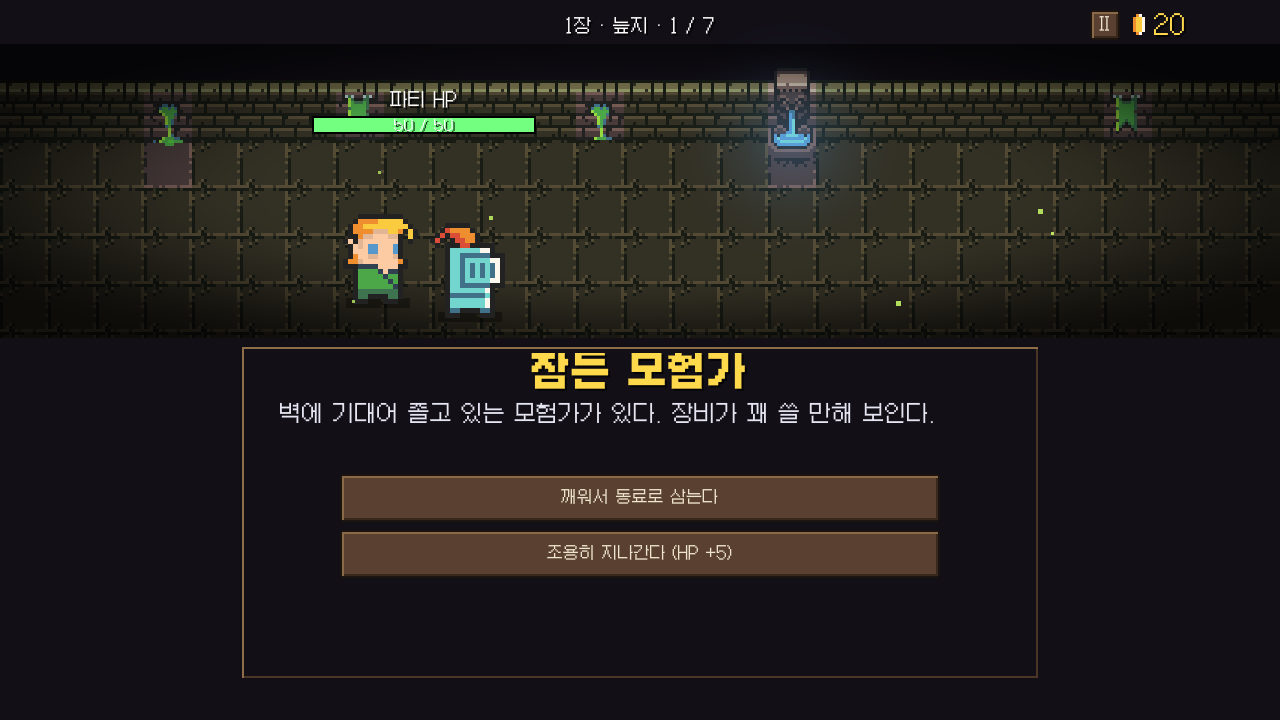 1장 · 늪지 · 1 / 7
II
20
파티 HP
50 / 50
잠든 모험가
벽에 기대어 졸고 있는 모험가가 있다. 장비가 꽤 쓸 만해 보인다.
깨워서 동료로 삼는다
조용히 지나간다 (HP +5)